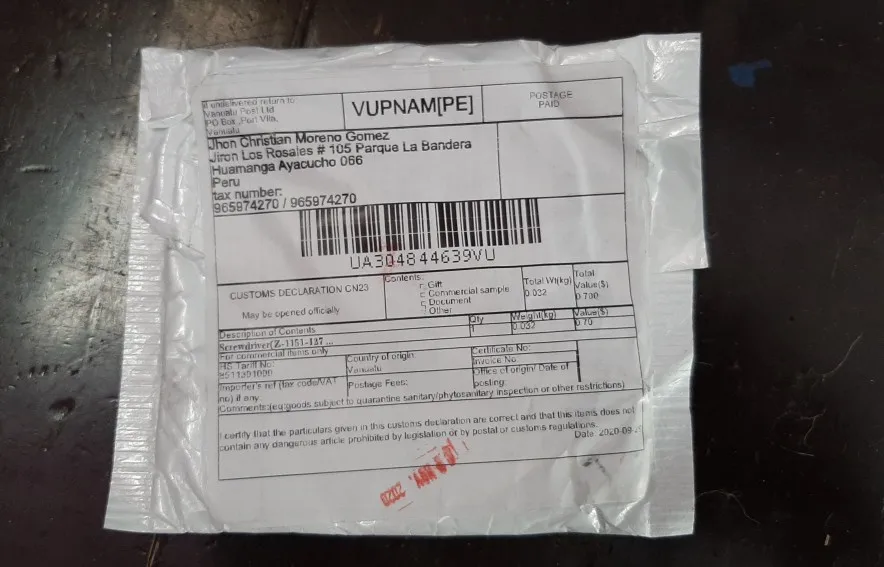 If undelivered return to:
Vanuatu Post Ltd
PO Box ,Port Vila,
Vanuatu
VUPNAM[PE]
POSTAGE
PAID
Jhon Christian Moreno Gomez
Jiron Los Rosales # 105 Parque La Bandera
Huamanga Ayacucho 066
Peru
tax number:
965974270 / 965974270
UA304844639VU
CUSTOMS DECLARATION CN23
May be opened officially
Contents:
Gift
Commercial sample
Document
Other
Total Wt(kg)
0.032
Total
Value($)
0.700
Description of Contents
Qty
Weight(kg)
Value($)
Screwdriver(Z-1151-137 ...
1
0.032
0.70
For commercial items only
HS Tariff No:
Country of origin:
Vanuatu
Certificate No:
Invoice No:
Importer's ref (tax code/VAT
no) if any:
Postage Fees:
Office of origin/ Date of
posting:
Comments:(eg:goods subject to quarantine sanitary/phytosanitary inspection or other restrictions)
I certify that the particulars given in this customs declaration are correct and that this items does not
contain any dangerous article prohibited by legislation or by postal or customs regulations.
Date: 2020-09-
2020